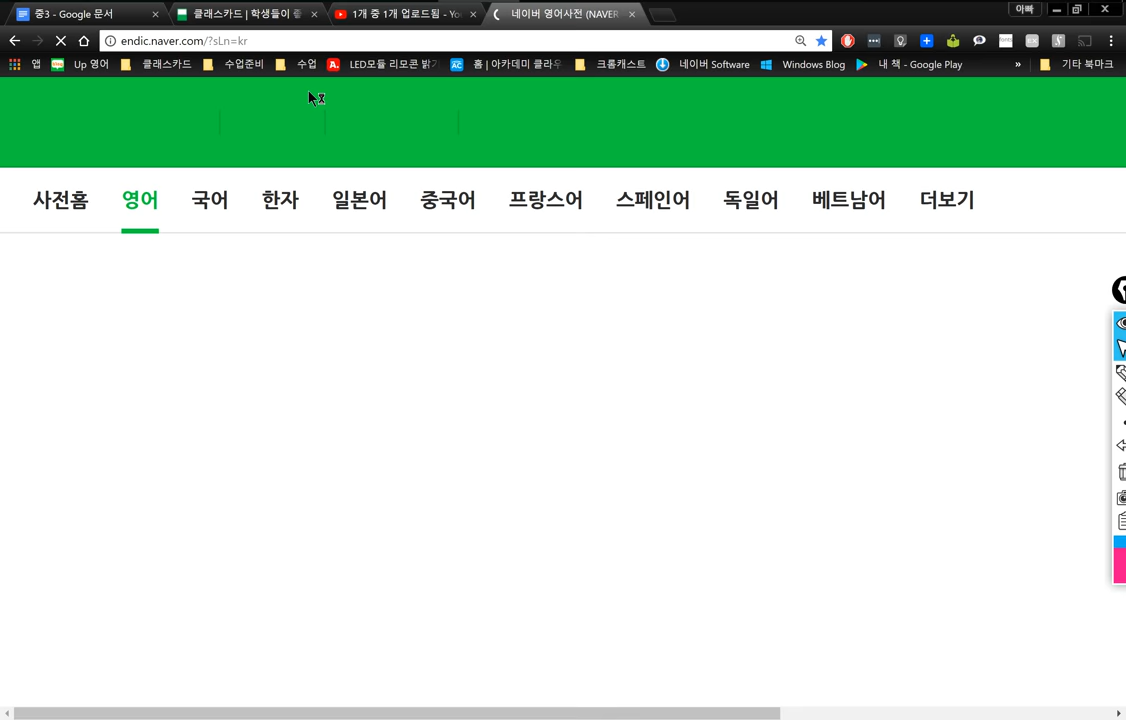 중3 - Google 문서
클래스카드 | 학생들이 좋
1개 중 1개 업로드됨 - You
네이버 영어사전 (NAVER
아빠
endic.naver.com/?sLn=kr
앱 Up 영어 클래스카드 수업준비 수업 LED모듈 리모콘 밝기 홈 | 아카데미 클라우 크롬캐스트 네이버 Software Windows Blog 내 책 - Google Play » 기타 북마크
사전홈 영어 국어 한자 일본어 중국어 프랑스어 스페인어 독일어 베트남어 더보기